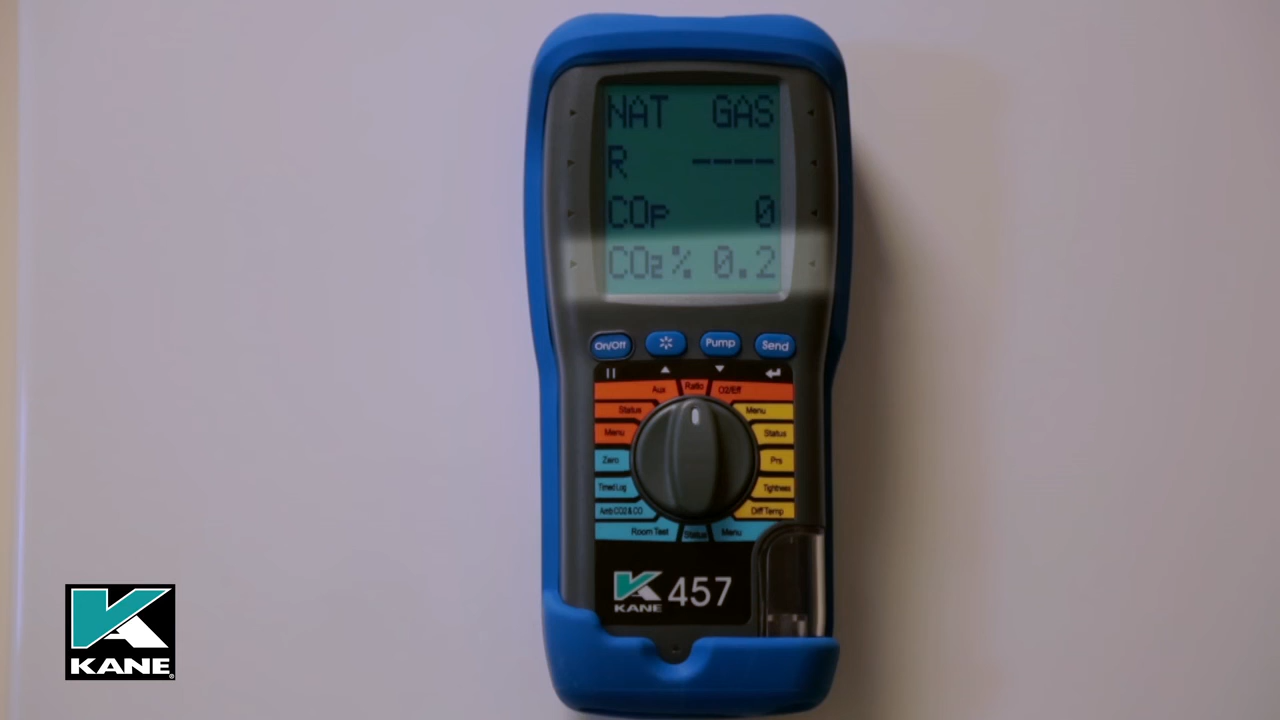 NAT GAS
R ----
COp 0
CO₂% 0.2
On/Off Pump Send
Aux Ratio O2/Eff
Status Menu
Menu Status
Zero Prs
Timed Log Tightness
Amb CO2 & CO Diff Temp
Room Test Status Menu
KANE 457
KANE®